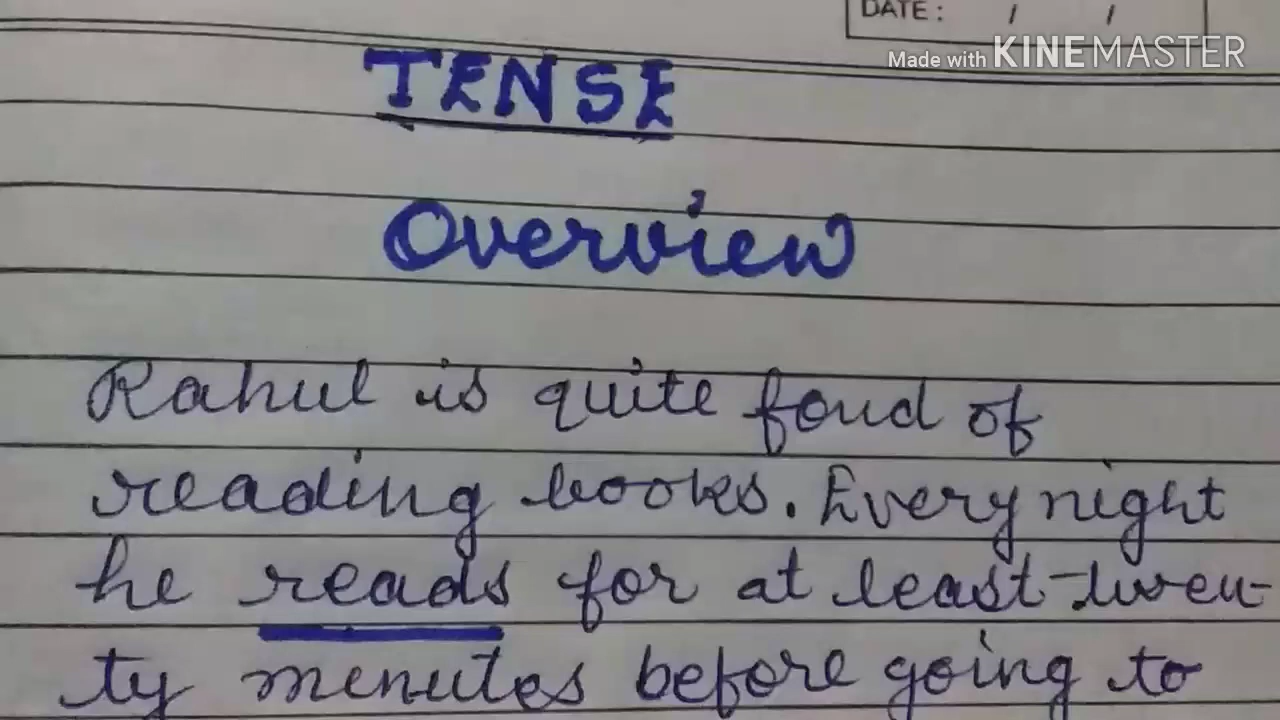 DATE: / /
Made with KINEMASTER
TENSE
Overview
Rahul is quite fond of
reading books. Every night
he reads for at least twen-
ty minutes before going to